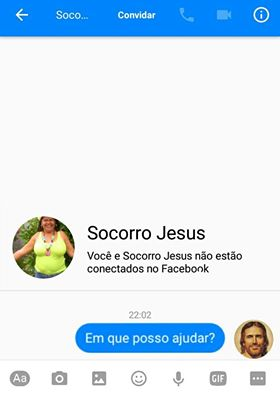 Soco... Convidar
Socorro Jesus
Você e Socorro Jesus não estão
conectados no Facebook
22:02
Em que posso ajudar?
Aa GIF